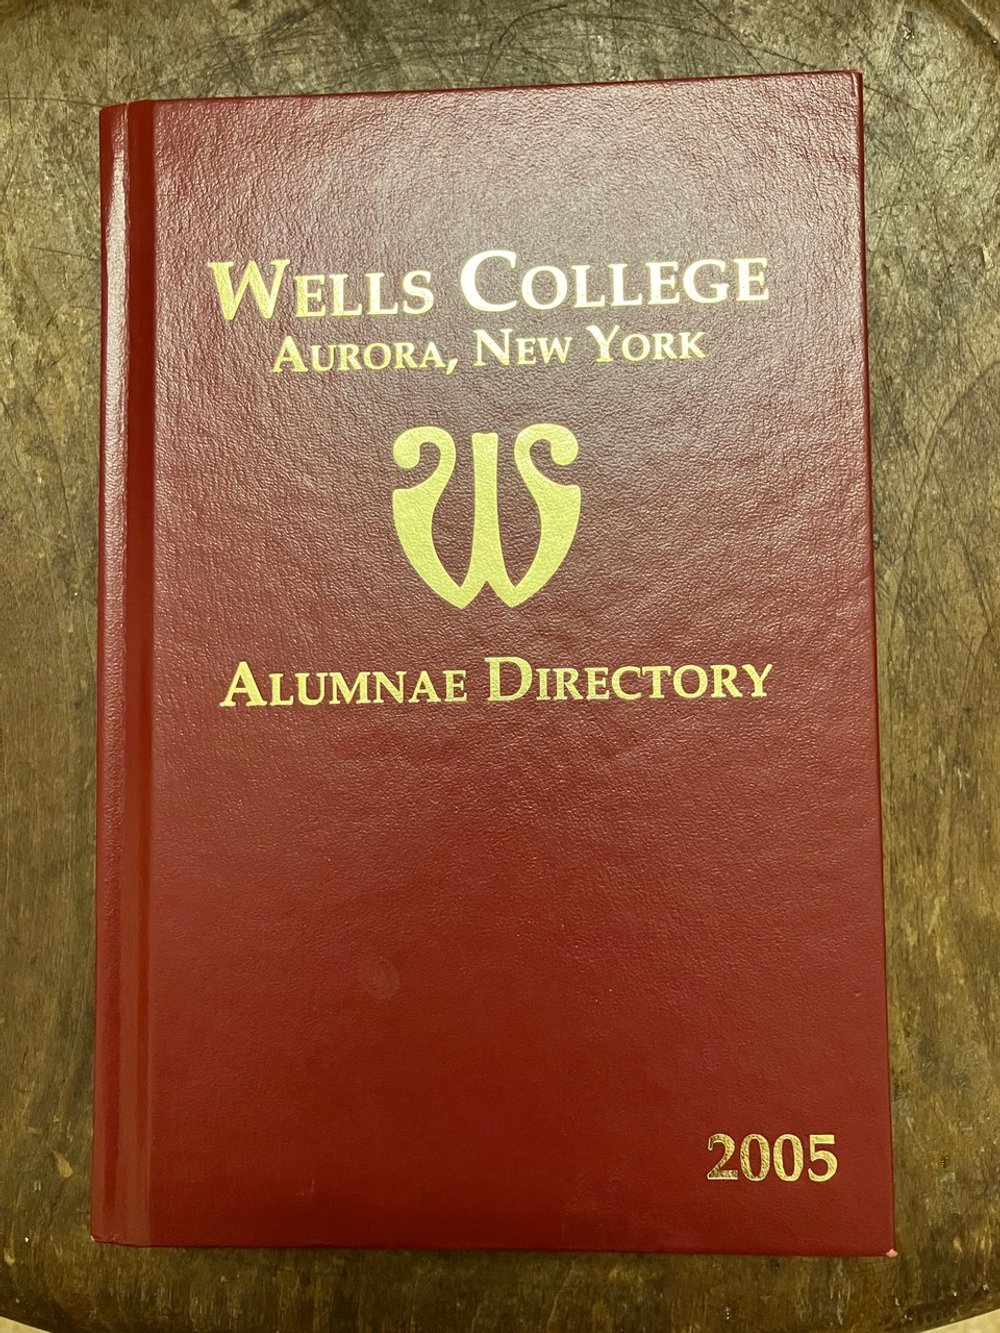 WELLS COLLEGE
AURORA, NEW YORK
W
ALUMNAE DIRECTORY
2005